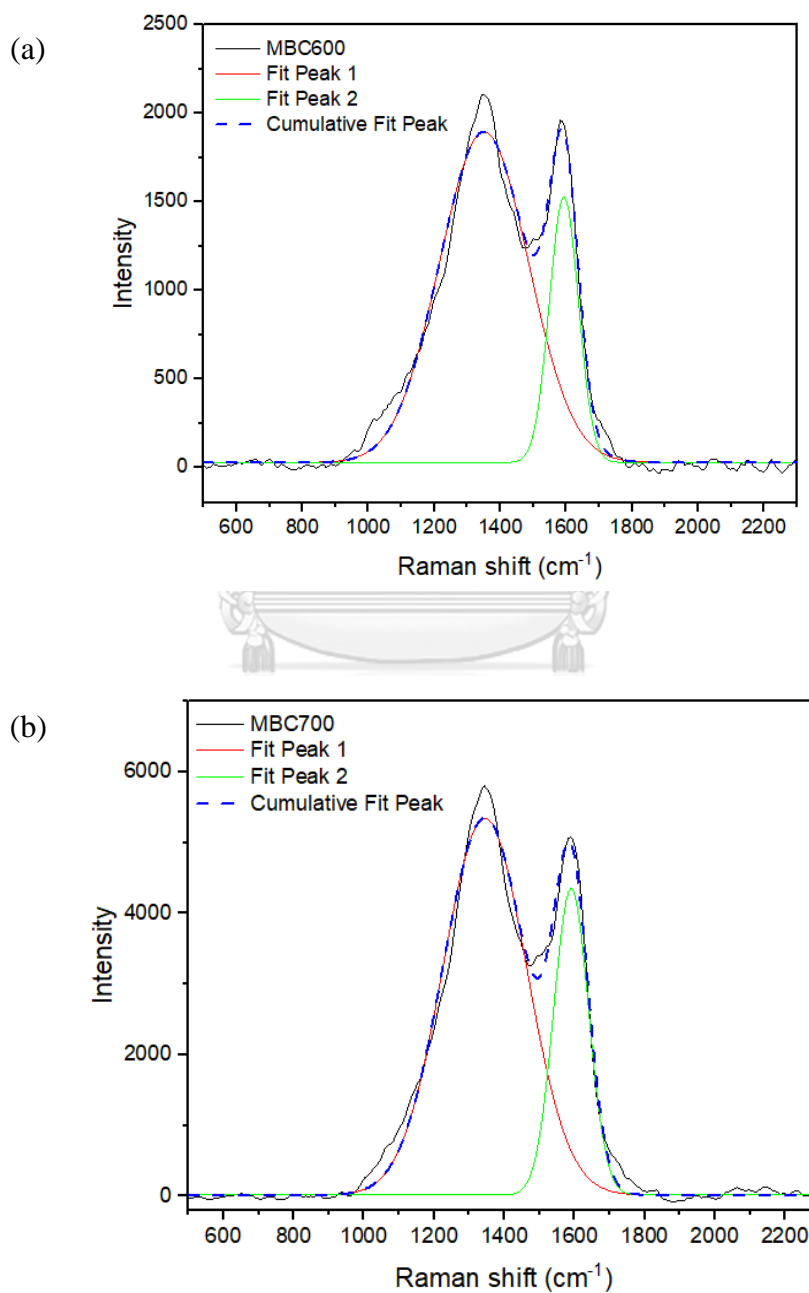 (a)
2500
2000
1500
1000
500
0
Intensity
MBC600
Fit Peak 1
Fit Peak 2
Cumulative Fit Peak
600 800 1000 1200 1400 1600 1800 2000 2200
Raman shift (cm⁻¹)
(b)
6000
4000
2000
0
Intensity
MBC700
Fit Peak 1
Fit Peak 2
Cumulative Fit Peak
600 800 1000 1200 1400 1600 1800 2000 2200
Raman shift (cm⁻¹)